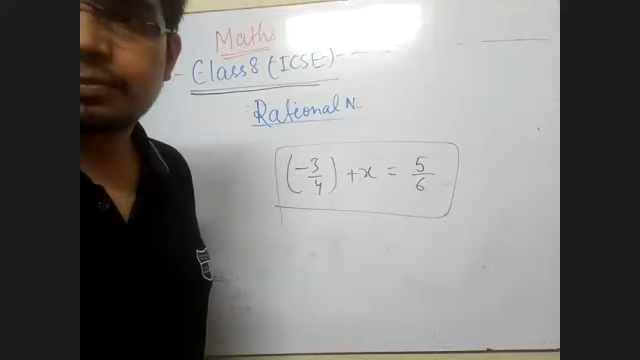 Maths
Class 8 (ICSE)
Rational N
(-3/4) + x = 5/6